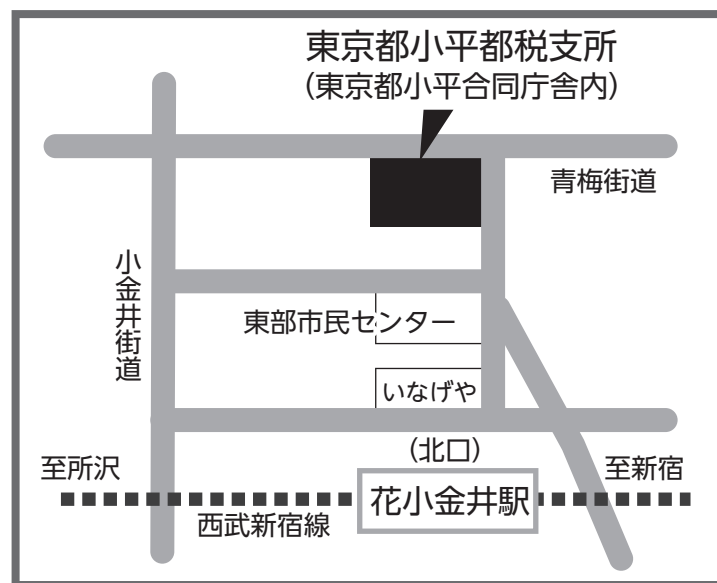 東京都小平都税支所
（東京都小平合同庁舎内）
青梅街道
小金井街道
東部市民センター
いなげや
（北口）
至所沢
至新宿
花小金井駅
西武新宿線